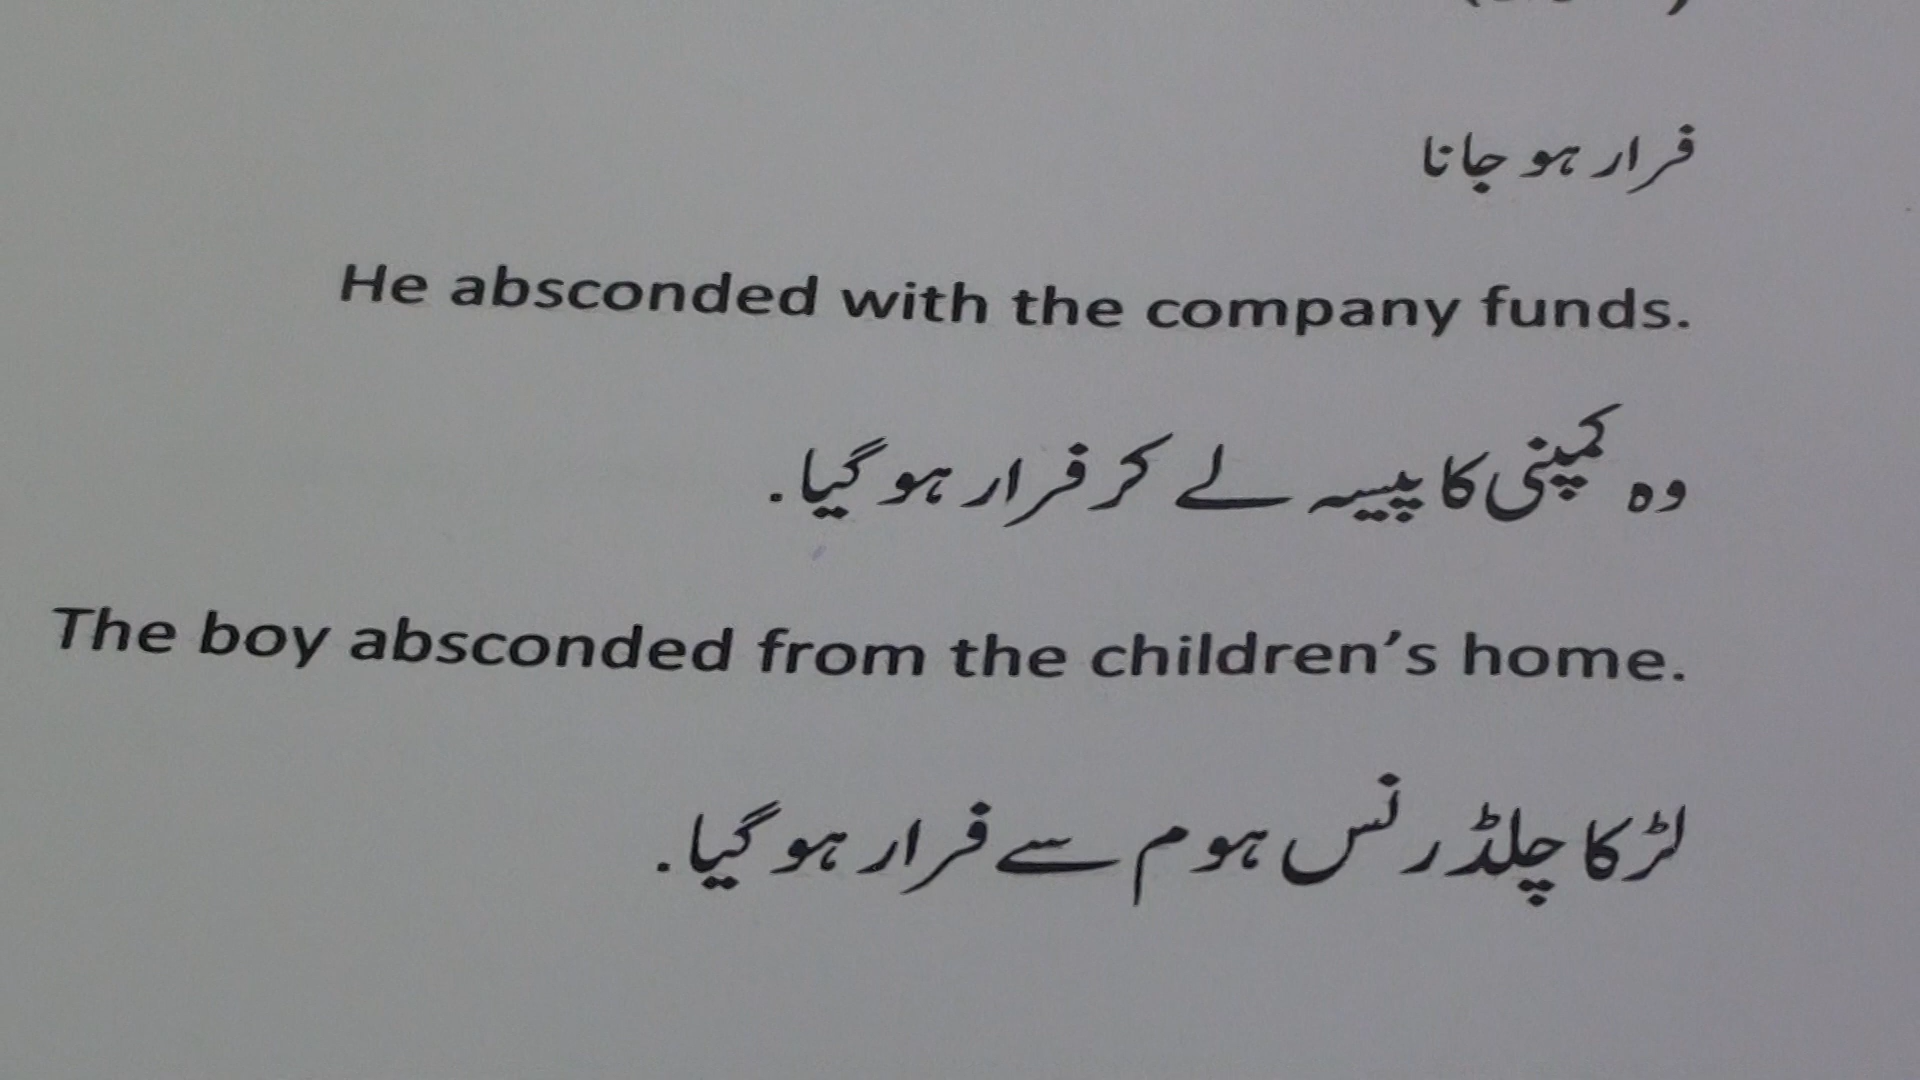 فرار ہو جانا
He absconded with the company funds.
وہ کمپنی کا پیسہ لے کر فرار ہو گیا.
The boy absconded from the children’s home.
لڑکا چلڈرنس ہوم سے فرار ہو گیا.